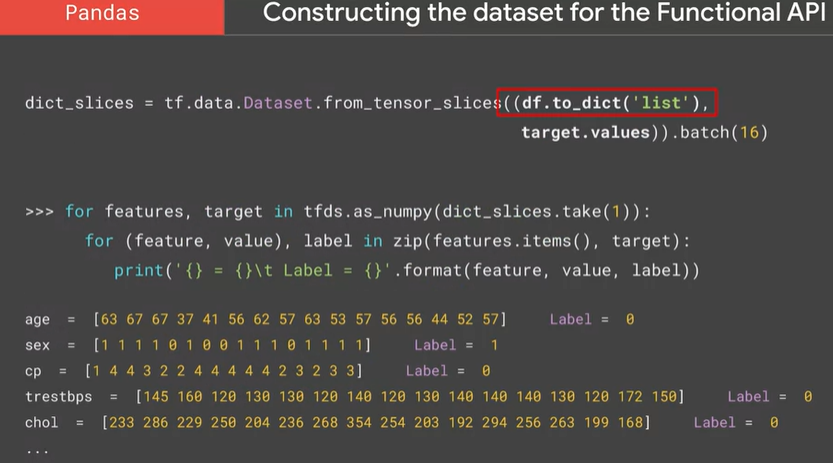 Pandas
Constructing the dataset for the Functional API
dict_slices = tf.data.Dataset.from_tensor_slices((df.to_dict('list'),
target.values)).batch(16)
>>> for features, target in tfds.as_numpy(dict_slices.take(1)):
for (feature, value), label in zip(features.items(), target):
print('{} = {}\t Label = {}'.format(feature, value, label))
age = [63 67 67 37 41 56 62 57 63 53 57 56 56 44 52 57] Label = 0
sex = [1 1 1 1 0 1 0 0 1 1 1 0 1 1 1 1] Label = 1
cp = [1 4 4 3 2 2 4 4 4 4 4 2 3 2 3 3] Label = 0
trestbps = [145 160 120 130 130 120 140 120 130 140 140 140 130 120 172 150] Label = 0
chol = [233 286 229 250 204 236 268 354 254 203 192 294 256 263 199 168] Label = 0
...